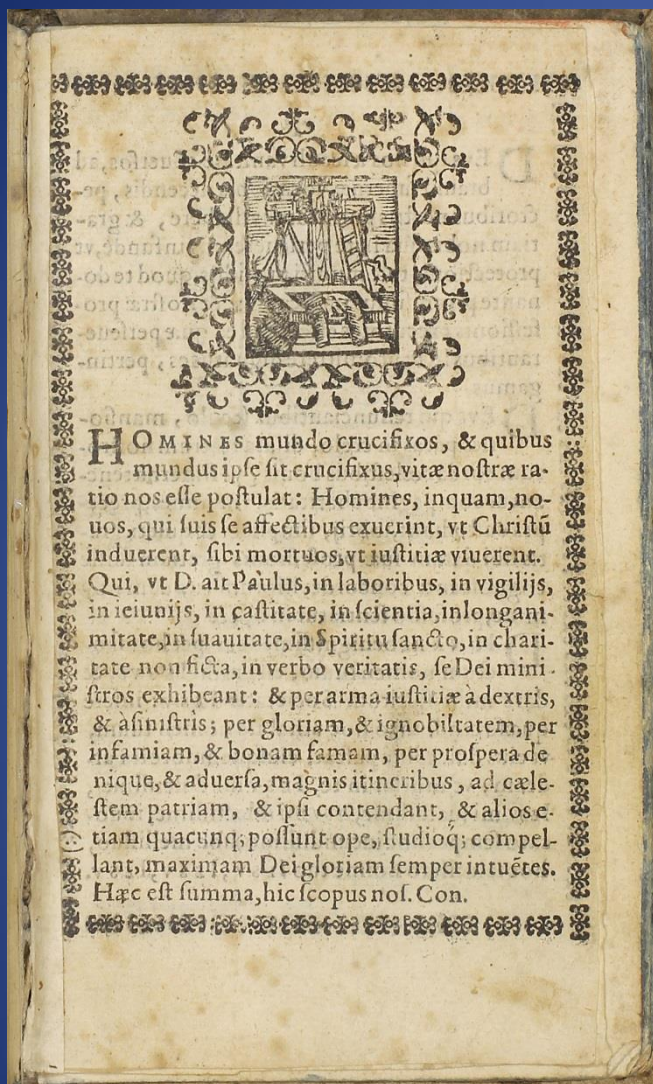 HOMINES mundo crucifixos, & quibus
mundus ipse sit crucifixus, vitæ nostræ ra-
tio nos esse postulat: Homines, inquam, no-
uos, qui suis se affectibus exuerint, vt Christũ
induerent, sibi mortuos, vt iustitiæ viuerent.
Qui, vt D. ait Paulus, in laboribus, in vigilijs,
in ieiunijs, in castitate, in scientia, in longani-
mitate, in suauitate, in Spiritu sancto, in chari-
tate non ficta, in verbo veritatis, se Dei mini-
stros exhibeant: & per arma iustitiæ à dextris,
& à sinistris; per gloriam, & ignobilitatem, per
infamiam, & bonam famam, per prospera de
nique, & aduersa, magnis itineribus, ad cæle-
stem patriam, & ipsi contendant, & alios e-
tiam quacunq; possunt ope, studioq́; compel-
lant, maximam Dei gloriam semper intuẽtes.
Hæc est summa, hic scopus nos. Con.